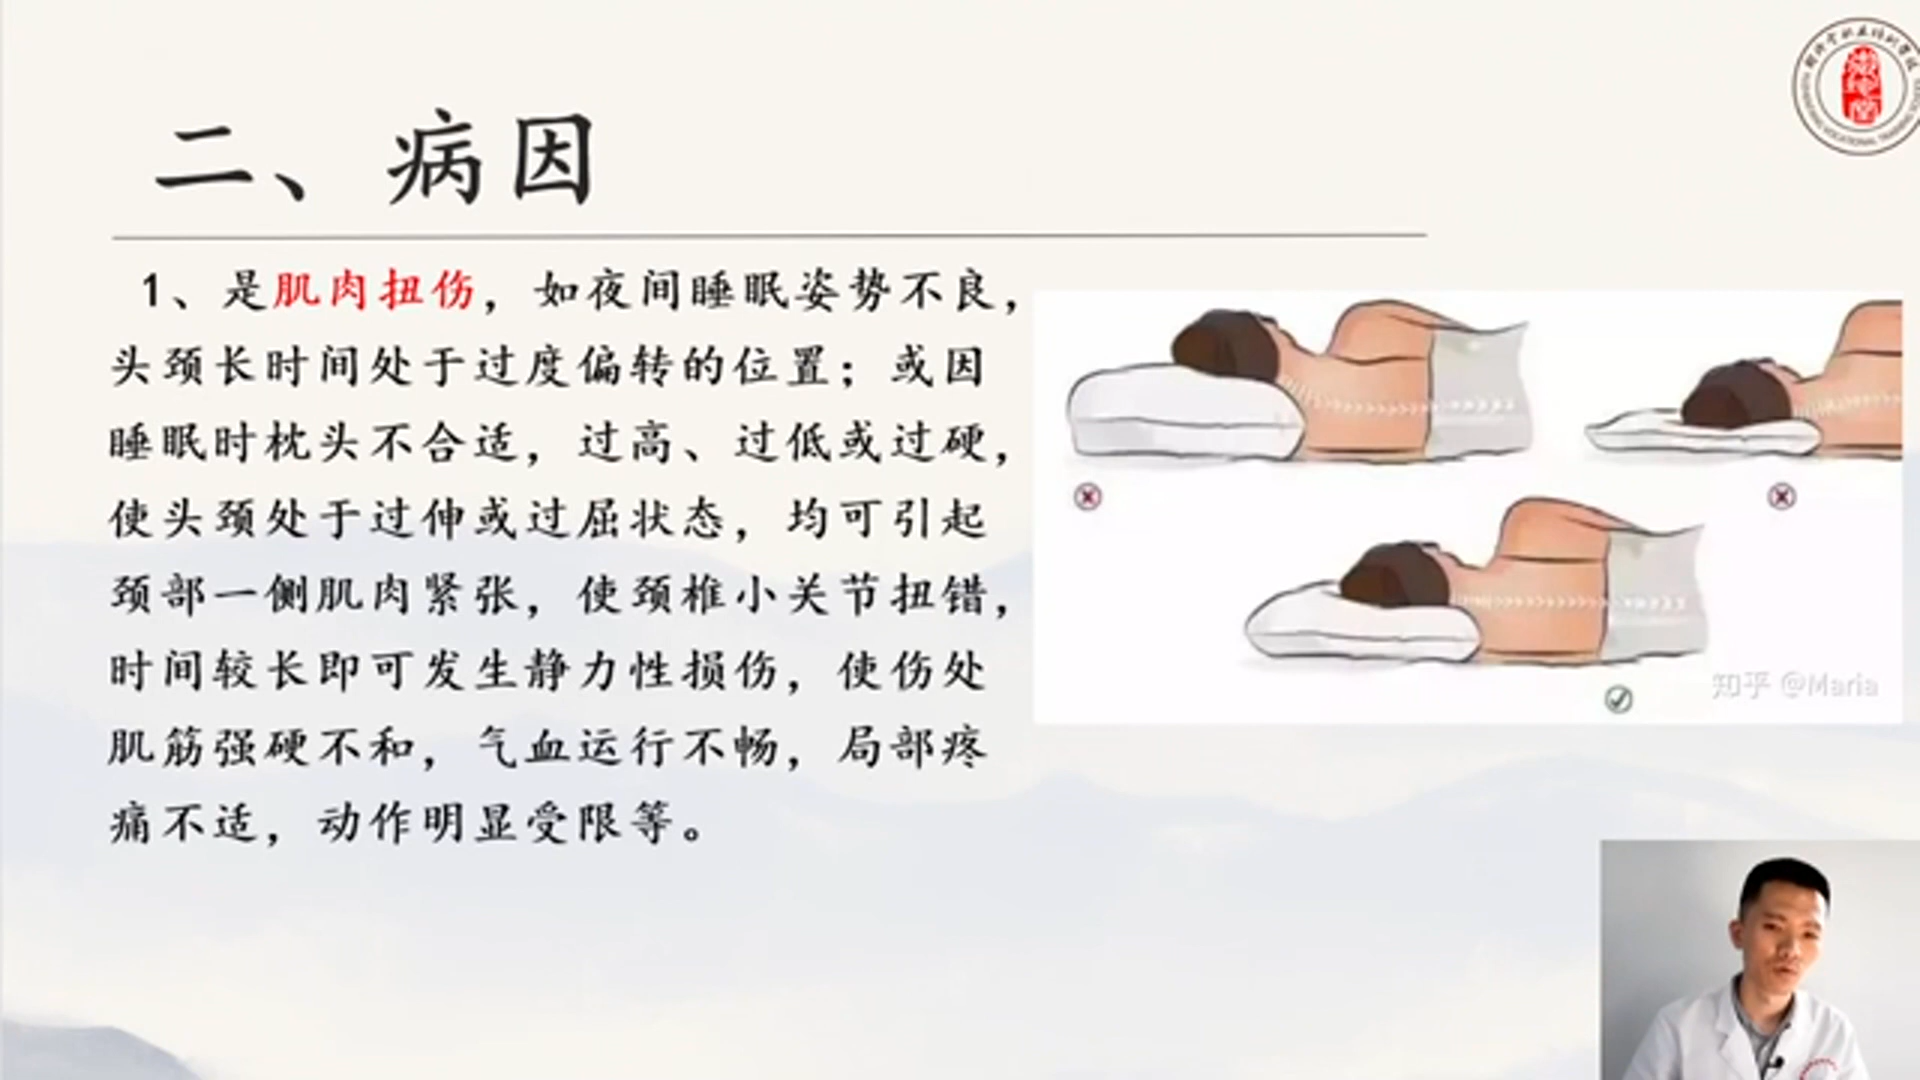 二、病因
1、是肌肉扭伤，如夜间睡眠姿势不良，
头颈长时间处于过度偏转的位置；或因
睡眠时枕头不合适，过高、过低或过硬，
使头颈处于过伸或过屈状态，均可引起
颈部一侧肌肉紧张，使颈椎小关节扭错，
时间较长即可发生静力性损伤，使伤处
肌筋强硬不和，气血运行不畅，局部疼
痛不适，动作明显受限等。
知乎 @Maria